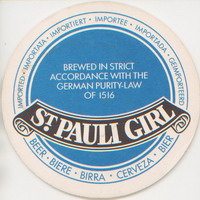 IMPORTED · IMPORTATA · IMPORTIERT · IMPORTEE · IMPORTADA · GEIMPORTEERD
BREWED IN STRICT
ACCORDANCE WITH THE
GERMAN PURITY-LAW
OF 1516
ST. PAULI GIRL
BEER · BIERE · BIRRA · CERVEZA · BIER